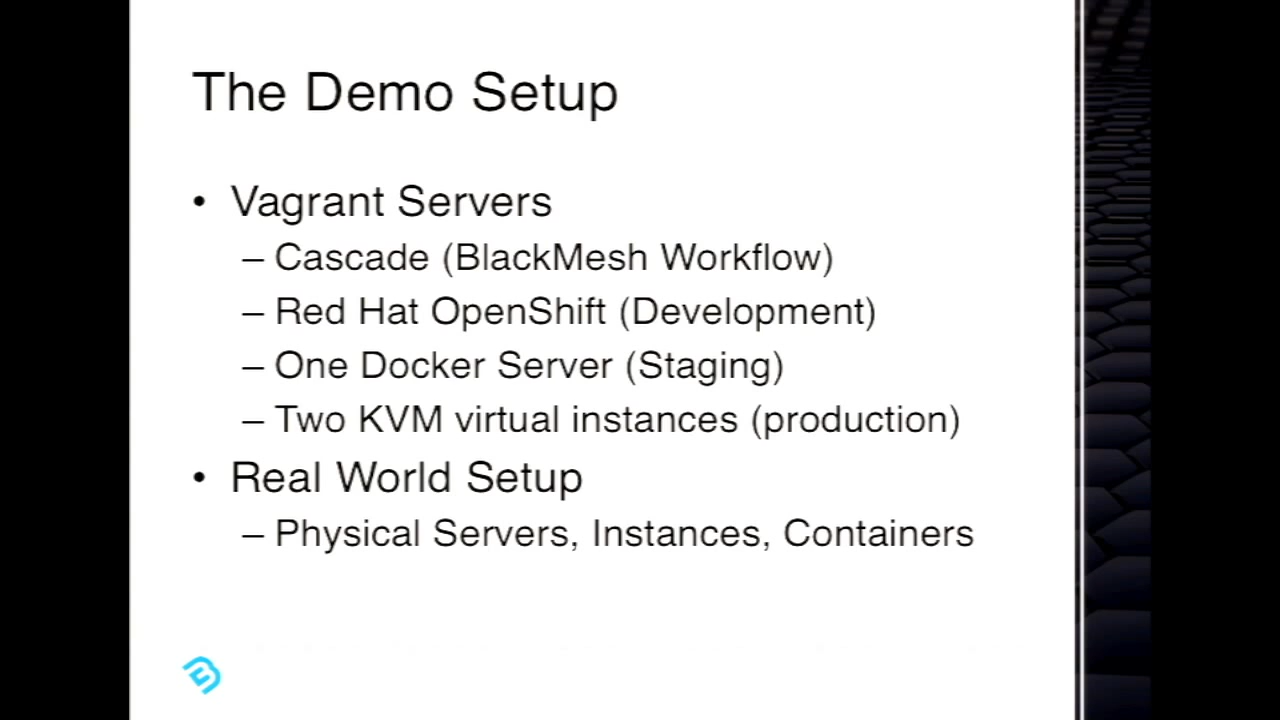 The Demo Setup
• Vagrant Servers
– Cascade (BlackMesh Workflow)
– Red Hat OpenShift (Development)
– One Docker Server (Staging)
– Two KVM virtual instances (production)
• Real World Setup
– Physical Servers, Instances, Containers